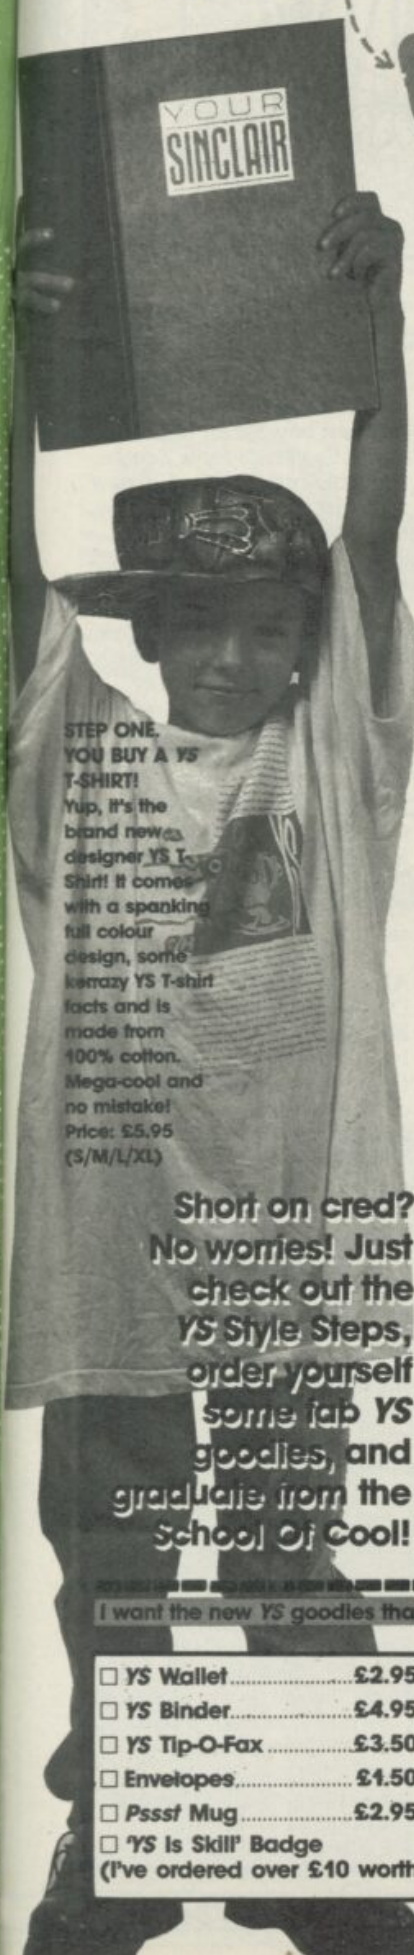 YOUR
SINCLAIR
STEP ONE.
YOU BUY A YS
T-SHIRT!
Yup, it's the
brand new
designer YS T-
Shirt! It comes
with a spanking
full colour
design, some
kerrazy YS T-shirt
facts and is
made from
100% cotton.
Mega-cool and
no mistake!
Price: £5.95
(S/M/L/XL)
Short on cred?
No worries! Just
check out the
YS Style Steps,
order yourself
some fab YS
goodies, and
graduate from the
School Of Cool!
I want the new YS goodies tha
☐ YS Wallet......................£2.95
☐ YS Binder......................£4.95
☐ YS Tip-O-Fax ...............£3.50
☐ Envelopes.....................£1.50
☐ Pssst Mug ....................£2.95
☐ 'YS Is Skill' Badge
(I've ordered over £10 worth